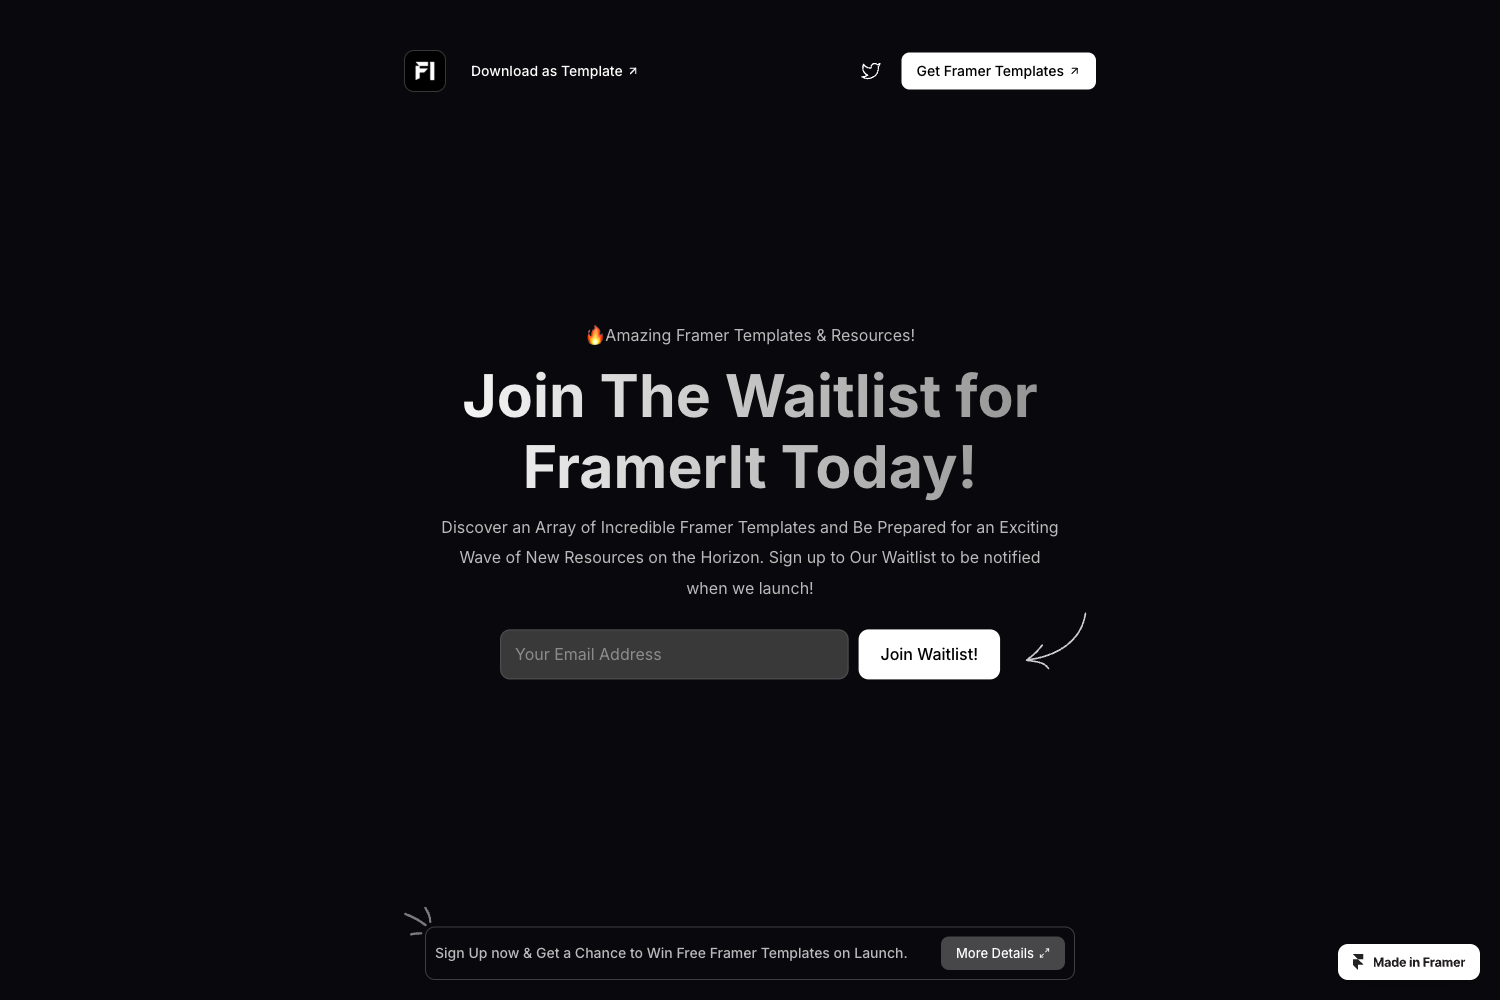 FI
Download as Template
Get Framer Templates
🔥Amazing Framer Templates & Resources!
Join The Waitlist for
FramerIt Today!
Discover an Array of Incredible Framer Templates and Be Prepared for an Exciting
Wave of New Resources on the Horizon. Sign up to Our Waitlist to be notified
when we launch!
Your Email Address
Join Waitlist!
Sign Up now & Get a Chance to Win Free Framer Templates on Launch.
More Details
Made in Framer